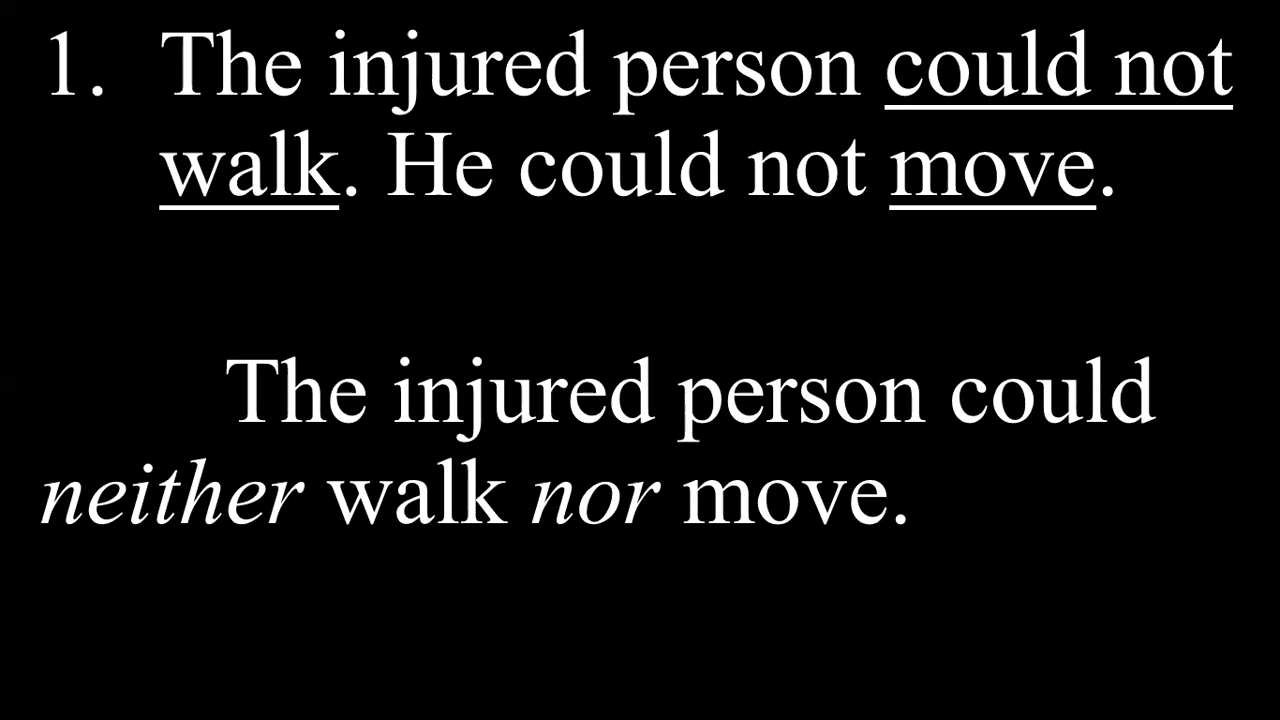 1. The injured person could not
walk. He could not move.
The injured person could
neither walk nor move.